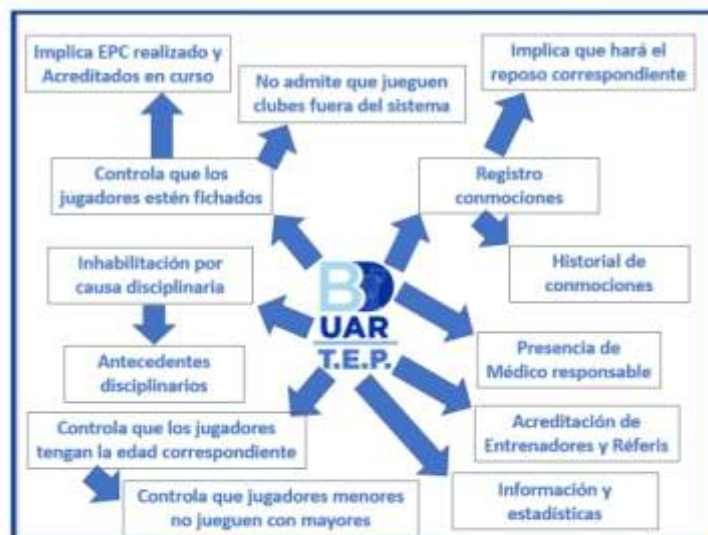 Implica EPC realizado y
Acreditados en curso
No admite que jueguen
clubes fuera del sistema
Implica que hará el
reposo correspondiente
Controla que los
jugadores estén fichados
Registro
conmociones
Inhabilitación por
causa disciplinaria
Historial de
conmociones
BD
UAR
T.E.P.
Antecedentes
disciplinarios
Presencia de
Médico responsable
Controla que los jugadores
tengan la edad correspondiente
Acreditación de
Entrenadores y Réferis
Controla que jugadores menores
no jueguen con mayores
Información y
estadísticas